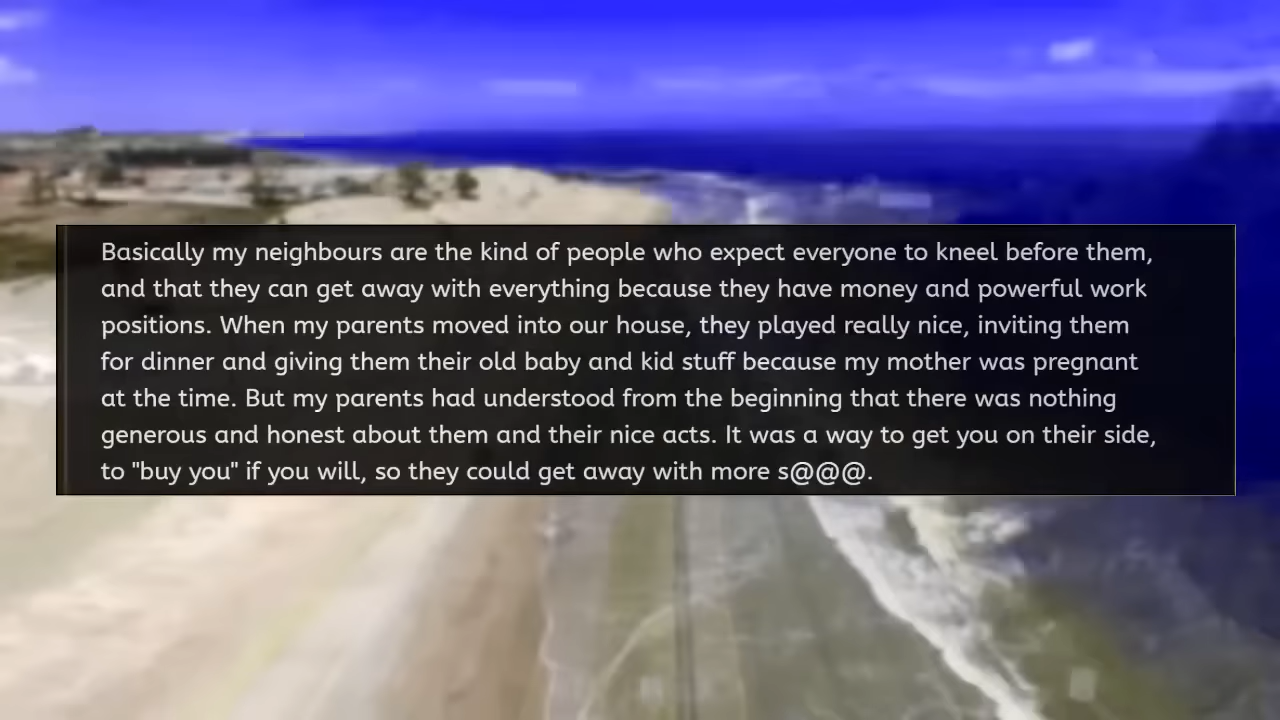 Basically my neighbours are the kind of people who expect everyone to kneel before them,
and that they can get away with everything because they have money and powerful work
positions. When my parents moved into our house, they played really nice, inviting them
for dinner and giving them their old baby and kid stuff because my mother was pregnant
at the time. But my parents had understood from the beginning that there was nothing
generous and honest about them and their nice acts. It was a way to get you on their side,
to "buy you" if you will, so they could get away with more s@@@.